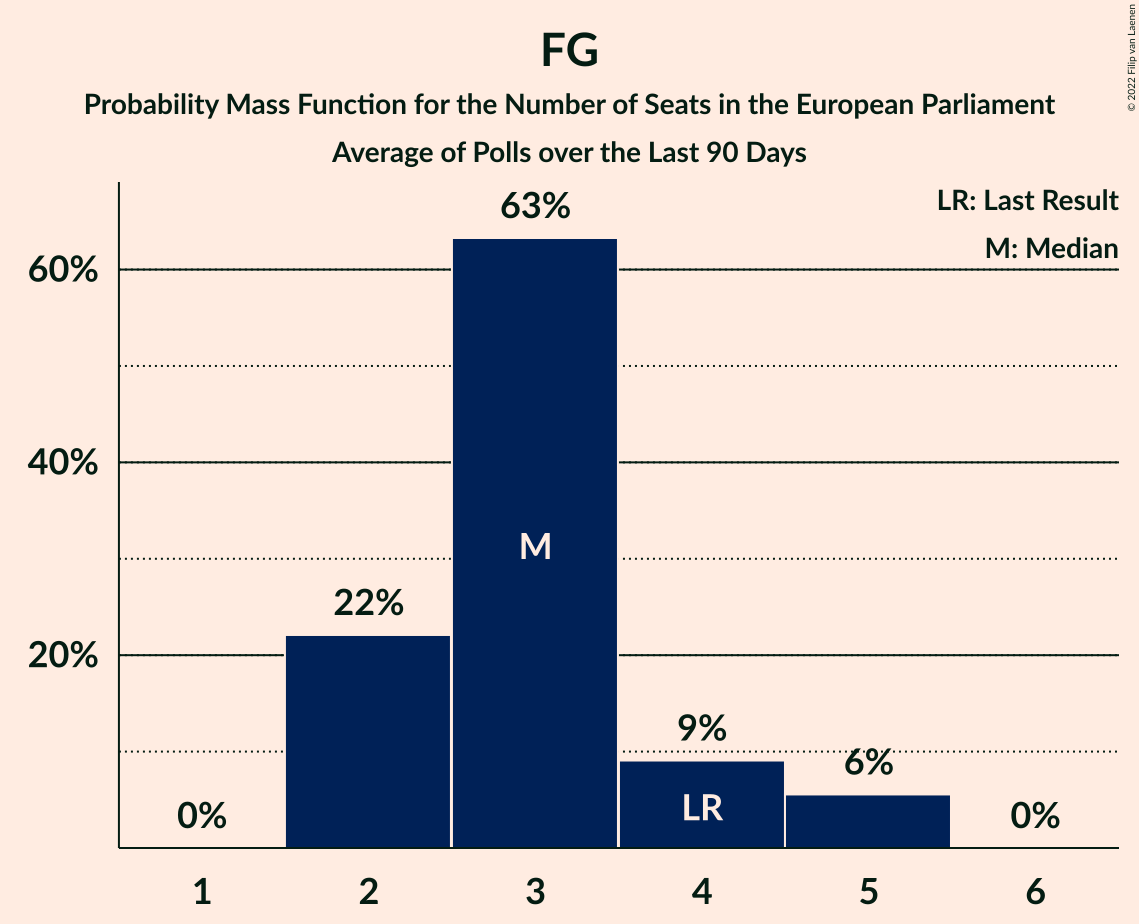 FG
Probability Mass Function for the Number of Seats in the European Parliament
Average of Polls over the Last 90 Days
© 2022 Filip van Laenen
LR: Last Result
M: Median
63%
60%
40%
M
22%
20%
9%
6%
LR
0%
0%
1 2 3 4 5 6